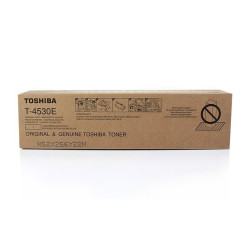 TOSHIBA
T-4530E
ORIGINAL & GENUINE TOSHIBA TONER